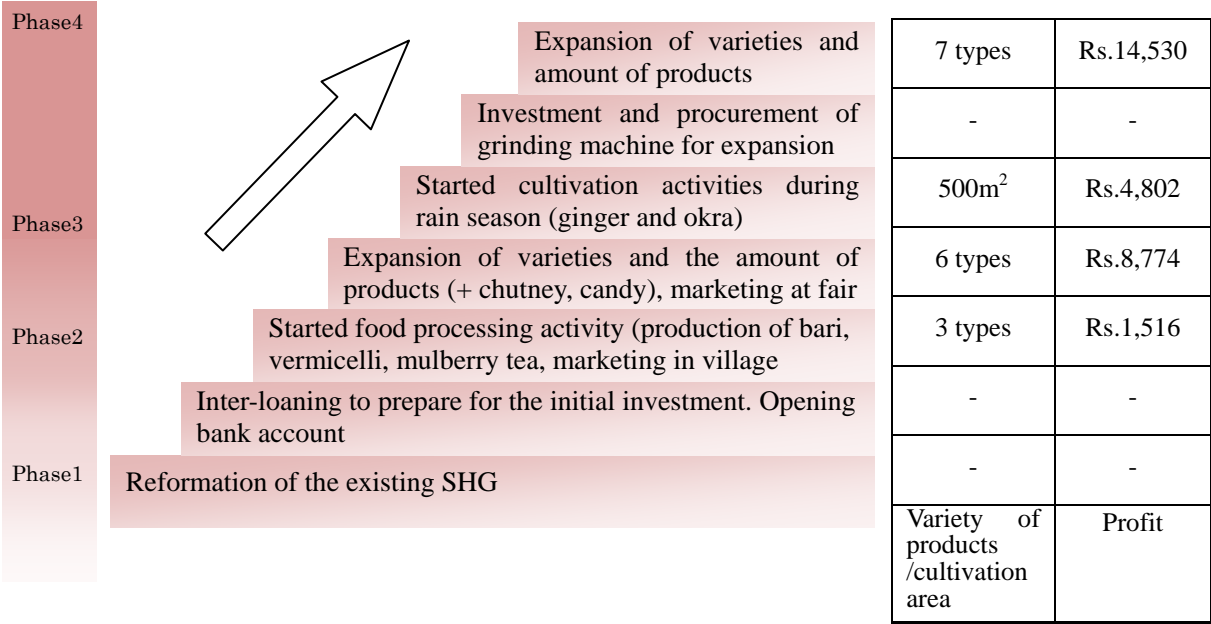 Phase4
Expansion of varieties and
amount of products
7 types
Rs.14,530
Investment and procurement of
grinding machine for expansion
-
-
Started cultivation activities during
rain season (ginger and okra)
500m²
Rs.4,802
Phase3
Expansion of varieties and the amount of
products (+ chutney, candy), marketing at fair
6 types
Rs.8,774
Phase2
Started food processing activity (production of bari,
vermicelli, mulberry tea, marketing in village
3 types
Rs.1,516
Inter-loaning to prepare for the initial investment. Opening
bank account
-
-
Phase1
Reformation of the existing SHG
-
-
Variety of
products
/cultivation
area
Profit